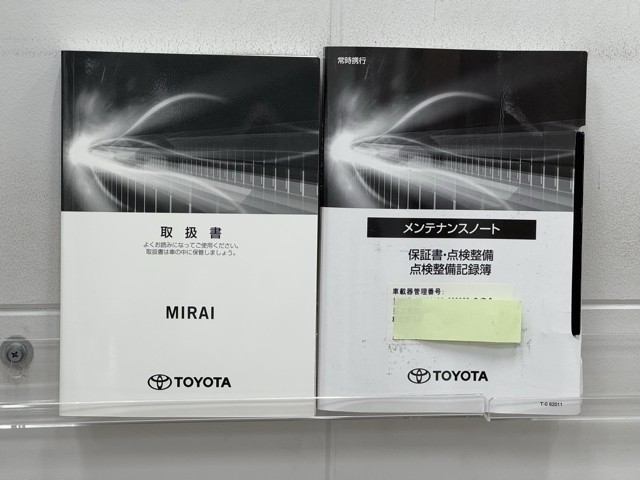 取扱書
よくお読みになってご使用ください。
取扱書は車の中に保管しましょう。
MIRAI
TOYOTA
常時携行
メンテナンスノート
保証書・点検整備
点検整備記録簿
車載器管理番号:
TOYOTA